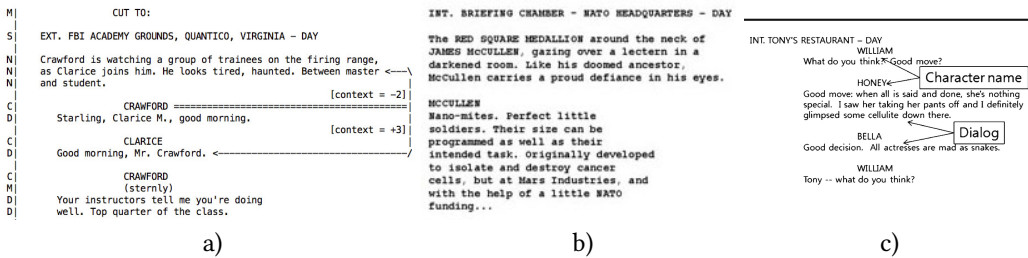 M| CUT TO:
|
S| EXT. FBI ACADEMY GROUNDS, QUANTICO, VIRGINIA – DAY
|
N| Crawford is watching a group of trainees on the firing range,
N| as Clarice joins him. He looks tired, haunted. Between master <---\
N| and student. |
| [context = -2]|
C| CRAWFORD =======================================|
D| Starling, Clarice M., good morning. |
| [context = +3]|
C| CLARICE |
D| Good morning, Mr. Crawford. <-------------------------------/
|
C| CRAWFORD
M| (sternly)
D| Your instructors tell me you're doing
D| well. Top quarter of the class.
a)
INT. BRIEFING CHAMBER - NATO HEADQUARTERS - DAY
The RED SQUARE MEDALLION around the neck of
JAMES McCULLEN, gazing over a lectern in a
darkened room. Like his doomed ancestor,
McCullen carries a proud defiance in his eyes.
MCCULLEN
Nano-mites. Perfect little
soldiers. Their size can be
programmed as well as their
intended task. Originally developed
to isolate and destroy cancer
cells, but at Mars Industries, and
with the help of a little NATO
funding...
b)
INT. TONY'S RESTAURANT – DAY
WILLIAM
What do you think? Good move?
HONEY
Character name
Good move: when all is said and done, she's nothing
special. I saw her taking her pants off and I definitely
glimpsed some cellulite down there.
Dialog
BELLA
Good decision. All actresses are mad as snakes.
WILLIAM
Tony -- what do you think?
c)